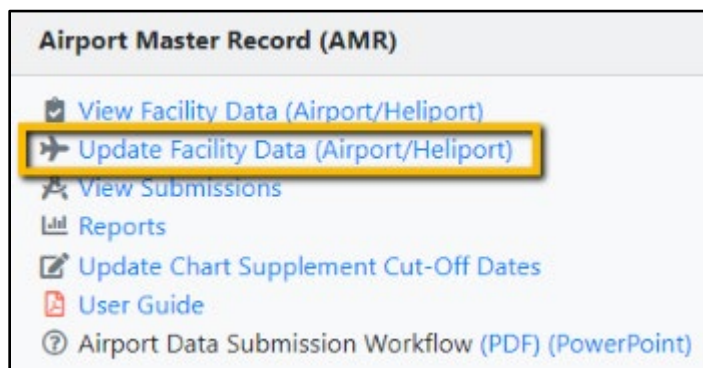 Airport Master Record (AMR)
View Facility Data (Airport/Heliport)
Update Facility Data (Airport/Heliport)
View Submissions
Reports
Update Chart Supplement Cut-Off Dates
User Guide
Airport Data Submission Workflow (PDF) (PowerPoint)